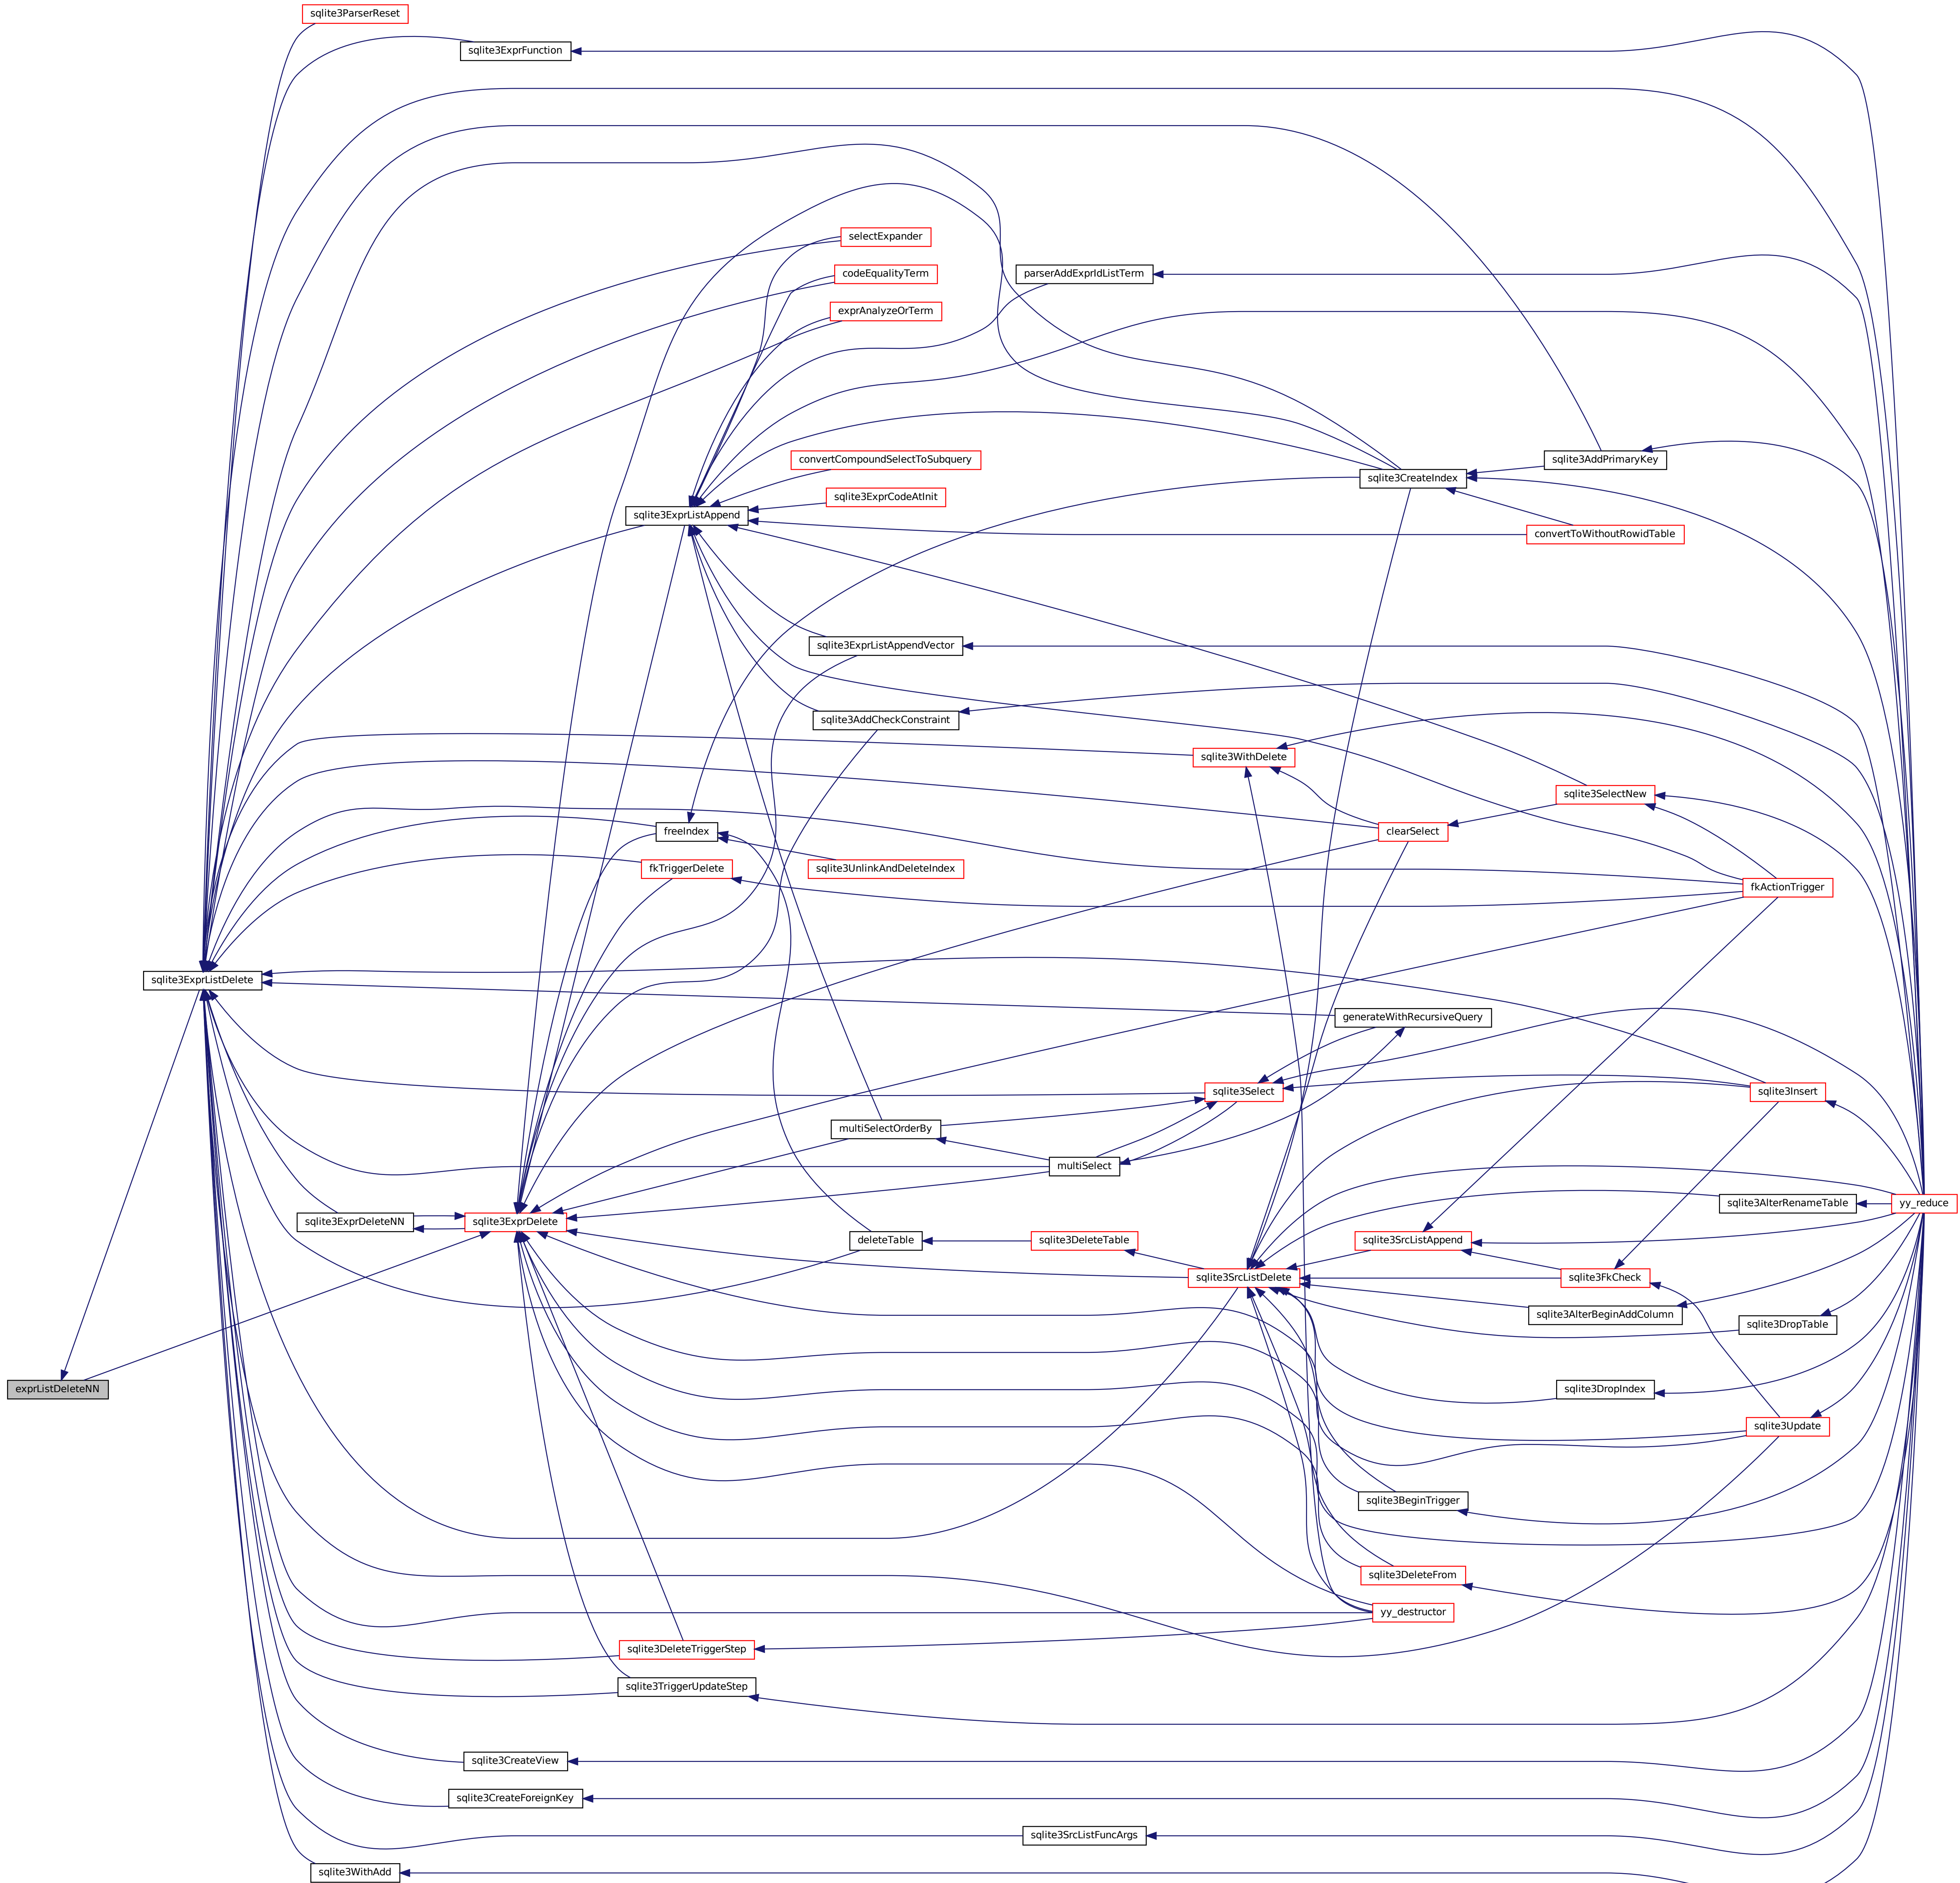 sqlite3ParserReset
sqlite3ExprFunction
selectExpander
codeEqualityTerm
parserAddExprIdListTerm
exprAnalyzeOrTerm
convertCompoundSelectToSubquery
sqlite3AddPrimaryKey
sqlite3CreateIndex
sqlite3ExprCodeAtInit
sqlite3ExprListAppend
convertToWithoutRowidTable
sqlite3ExprListAppendVector
sqlite3AddCheckConstraint
sqlite3WithDelete
sqlite3SelectNew
freeIndex
clearSelect
fkTriggerDelete
sqlite3UnlinkAndDeleteIndex
fkActionTrigger
sqlite3ExprListDelete
generateWithRecursiveQuery
sqlite3Select
sqlite3Insert
multiSelectOrderBy
multiSelect
sqlite3AlterRenameTable
yy_reduce
sqlite3ExprDeleteNN
sqlite3ExprDelete
deleteTable
sqlite3DeleteTable
sqlite3SrcListAppend
sqlite3SrcListDelete
sqlite3FkCheck
sqlite3AlterBeginAddColumn
sqlite3DropTable
exprListDeleteNN
sqlite3DropIndex
sqlite3Update
sqlite3BeginTrigger
sqlite3DeleteFrom
yy_destructor
sqlite3DeleteTriggerStep
sqlite3TriggerUpdateStep
sqlite3CreateView
sqlite3CreateForeignKey
sqlite3SrcListFuncArgs
sqlite3WithAdd